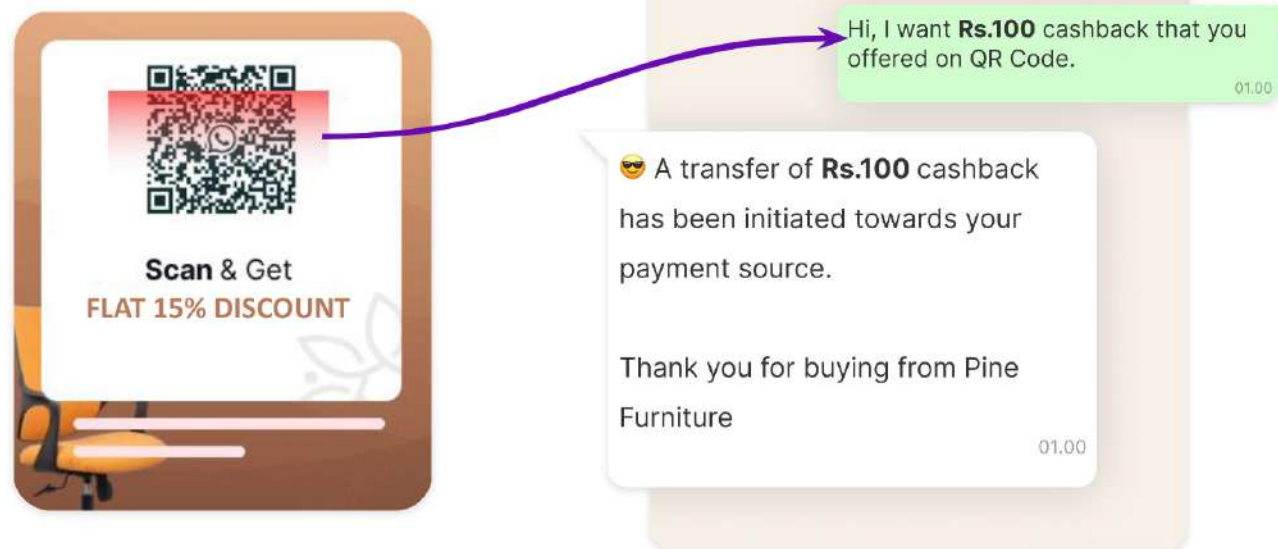 Scan & Get
FLAT 15% DISCOUNT
Hi, I want Rs.100 cashback that you
offered on QR Code.
01.00
😎 A transfer of Rs.100 cashback
has been initiated towards your
payment source.
Thank you for buying from Pine
Furniture
01.00